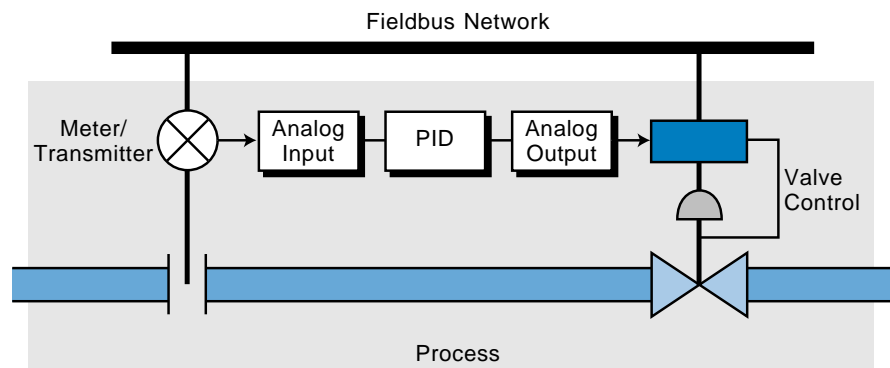 Fieldbus Network
Meter/
Transmitter
Analog
Input
PID
Analog
Output
Valve
Control
Process